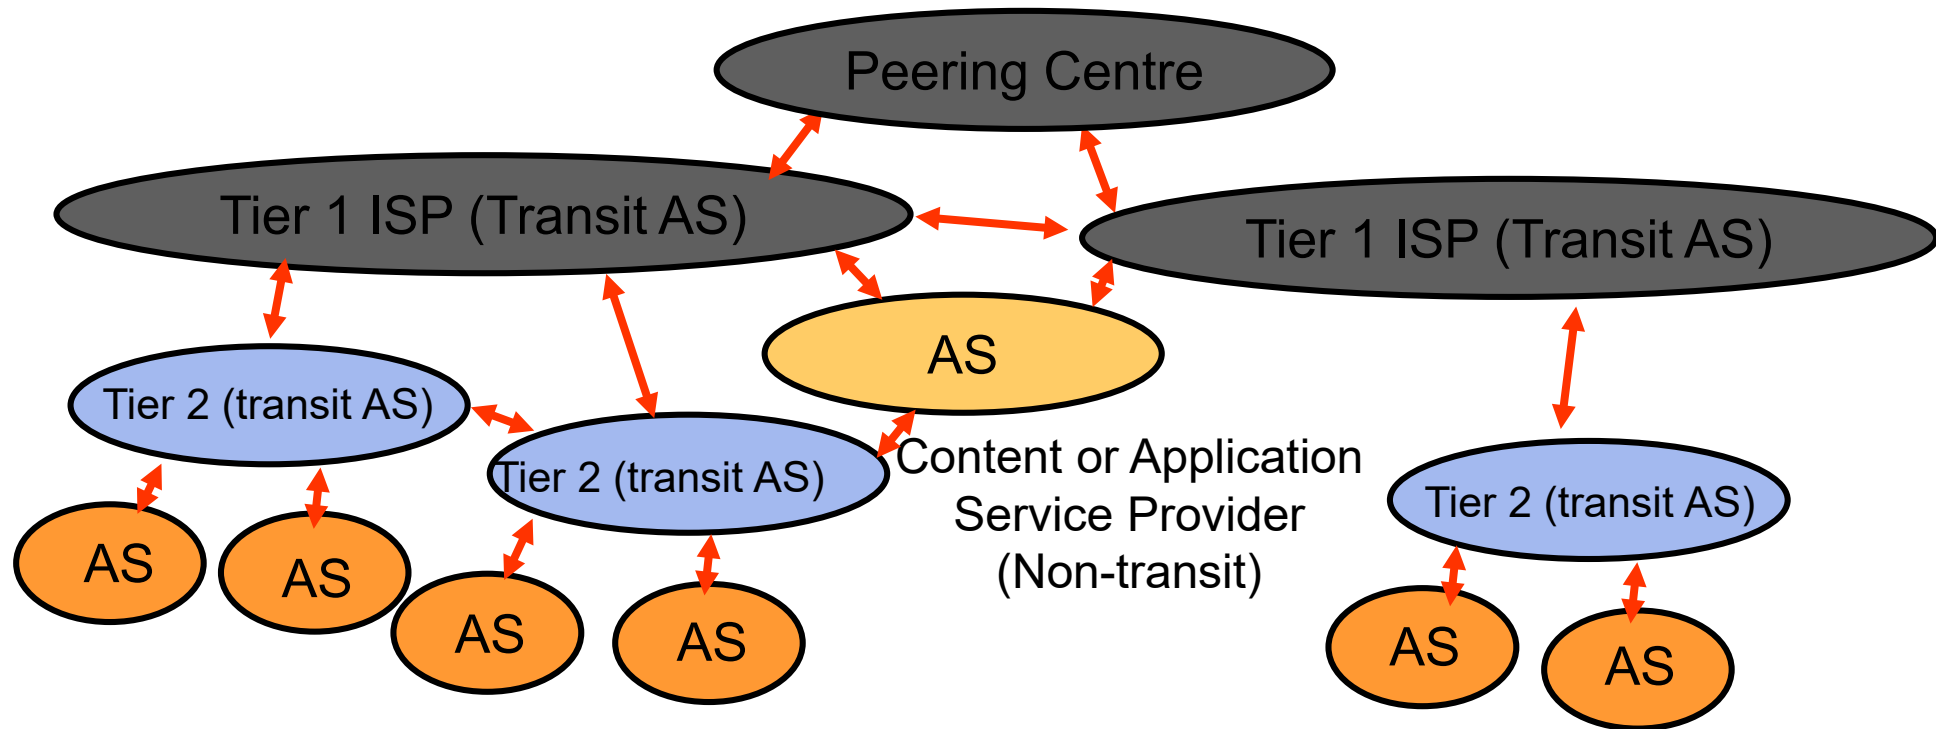 Peering Centre
Tier 1 ISP (Transit AS)
Tier 1 ISP (Transit AS)
AS
Tier 2 (transit AS)
Tier 2 (transit AS)
Content or Application
Service Provider
(Non-transit)
Tier 2 (transit AS)
AS
AS
AS
AS
AS
AS